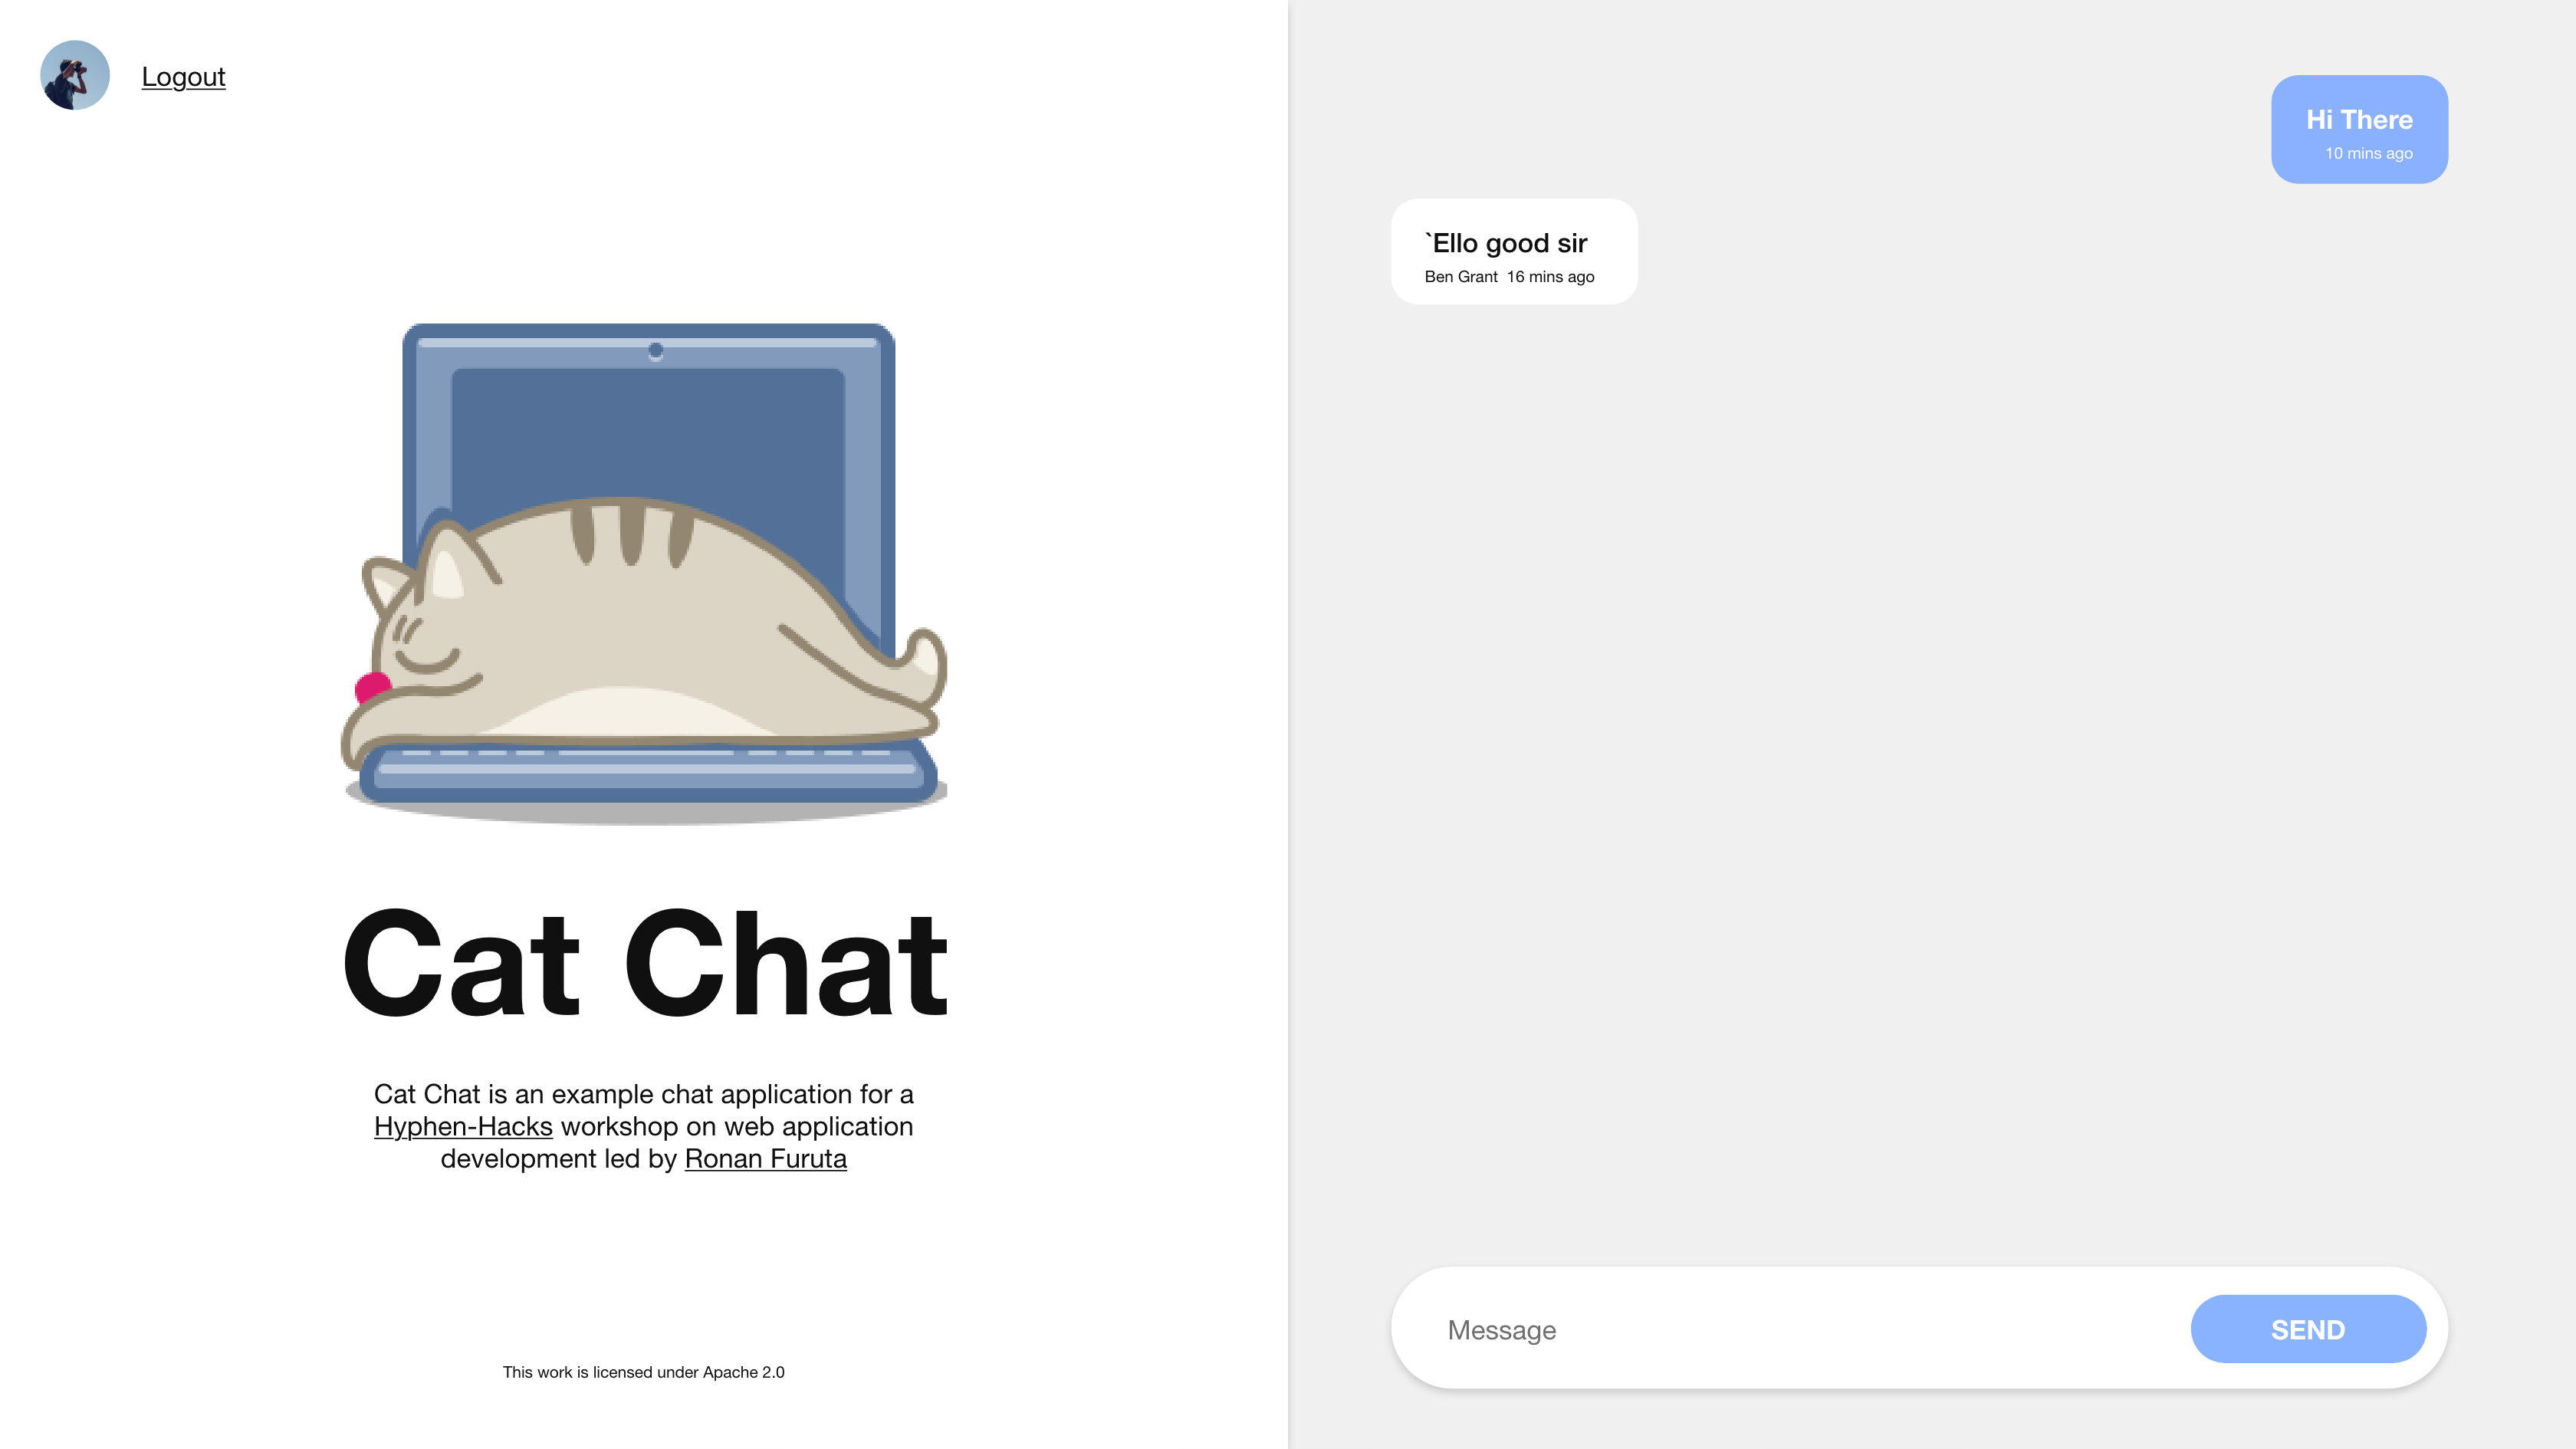 Logout
Cat Chat
Cat Chat is an example chat application for a
Hyphen-Hacks workshop on web application
development led by Ronan Furuta
This work is licensed under Apache 2.0
Hi There
10 mins ago
`Ello good sir
Ben Grant 16 mins ago
Message
SEND